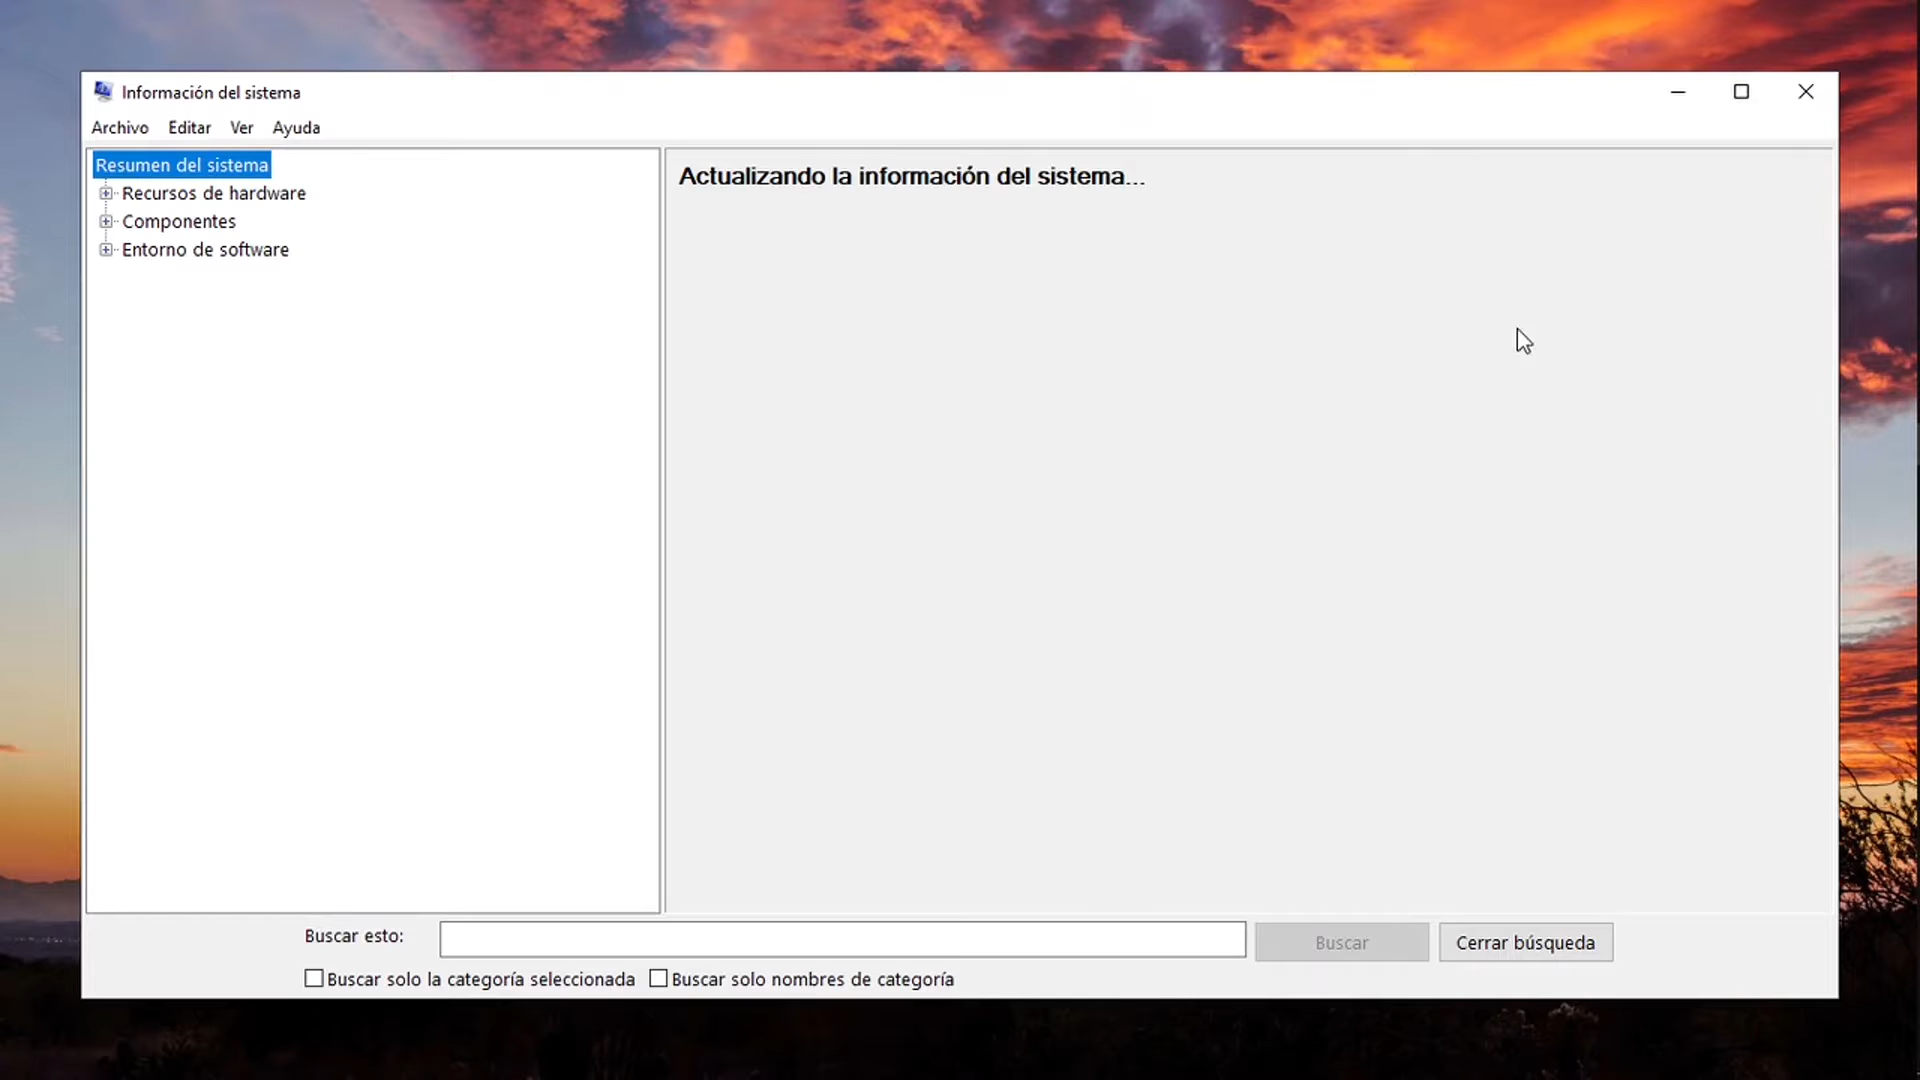 Información del sistema
Archivo Editar Ver Ayuda
Resumen del sistema
Recursos de hardware
Componentes
Entorno de software
Actualizando la información del sistema...
Buscar esto:
Buscar
Cerrar búsqueda
Buscar solo la categoría seleccionada
Buscar solo nombres de categoría